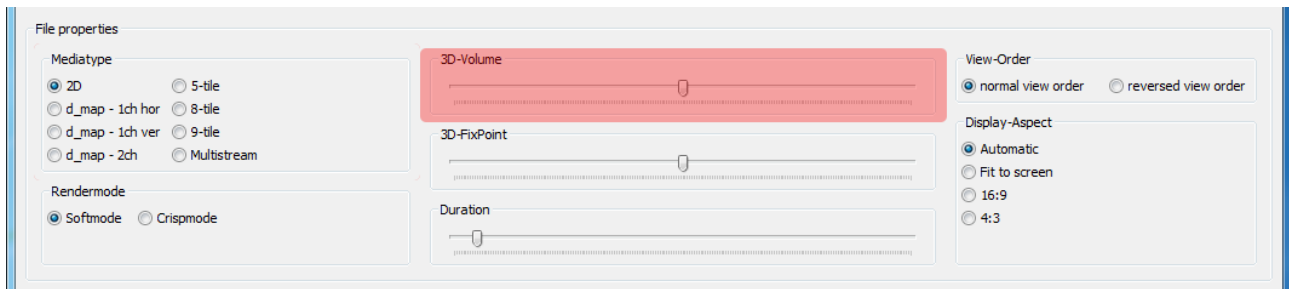 File properties
Mediatype
2D
5-tile
d_map - 1ch hor
8-tile
d_map - 1ch ver
9-tile
d_map - 2ch
Multistream
Rendermode
Softmode
Crispmode
3D-Volume
3D-FixPoint
Duration
View-Order
normal view order
reversed view order
Display-Aspect
Automatic
Fit to screen
16:9
4:3